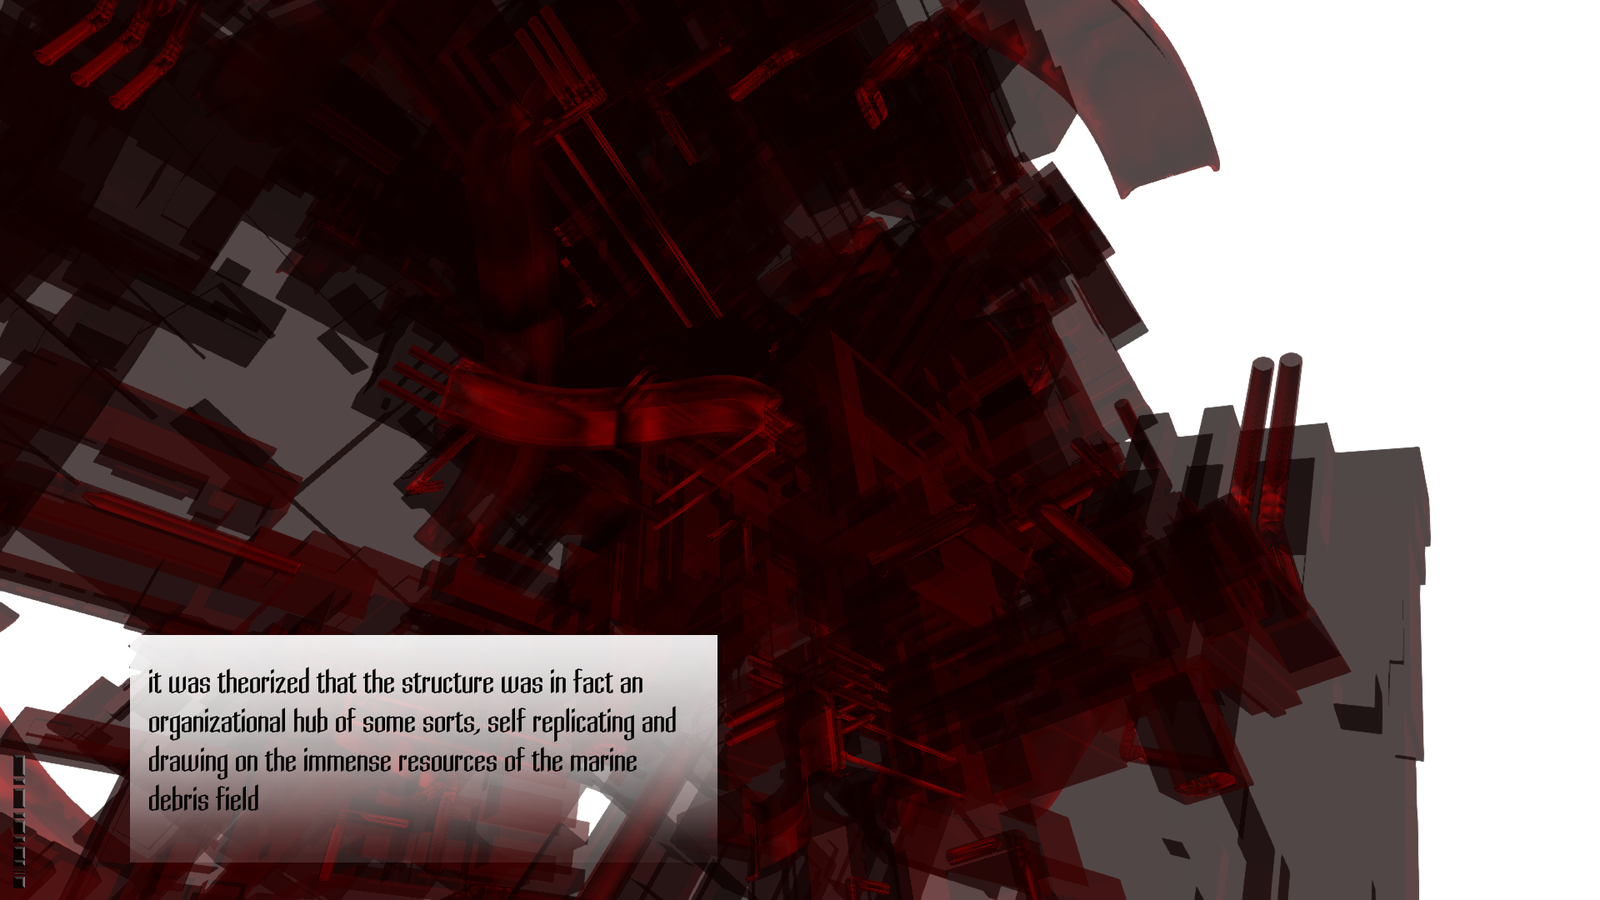 it was theorized that the structure was in fact an
organizational hub of some sorts, self replicating and
drawing on the immense resources of the marine
debris field